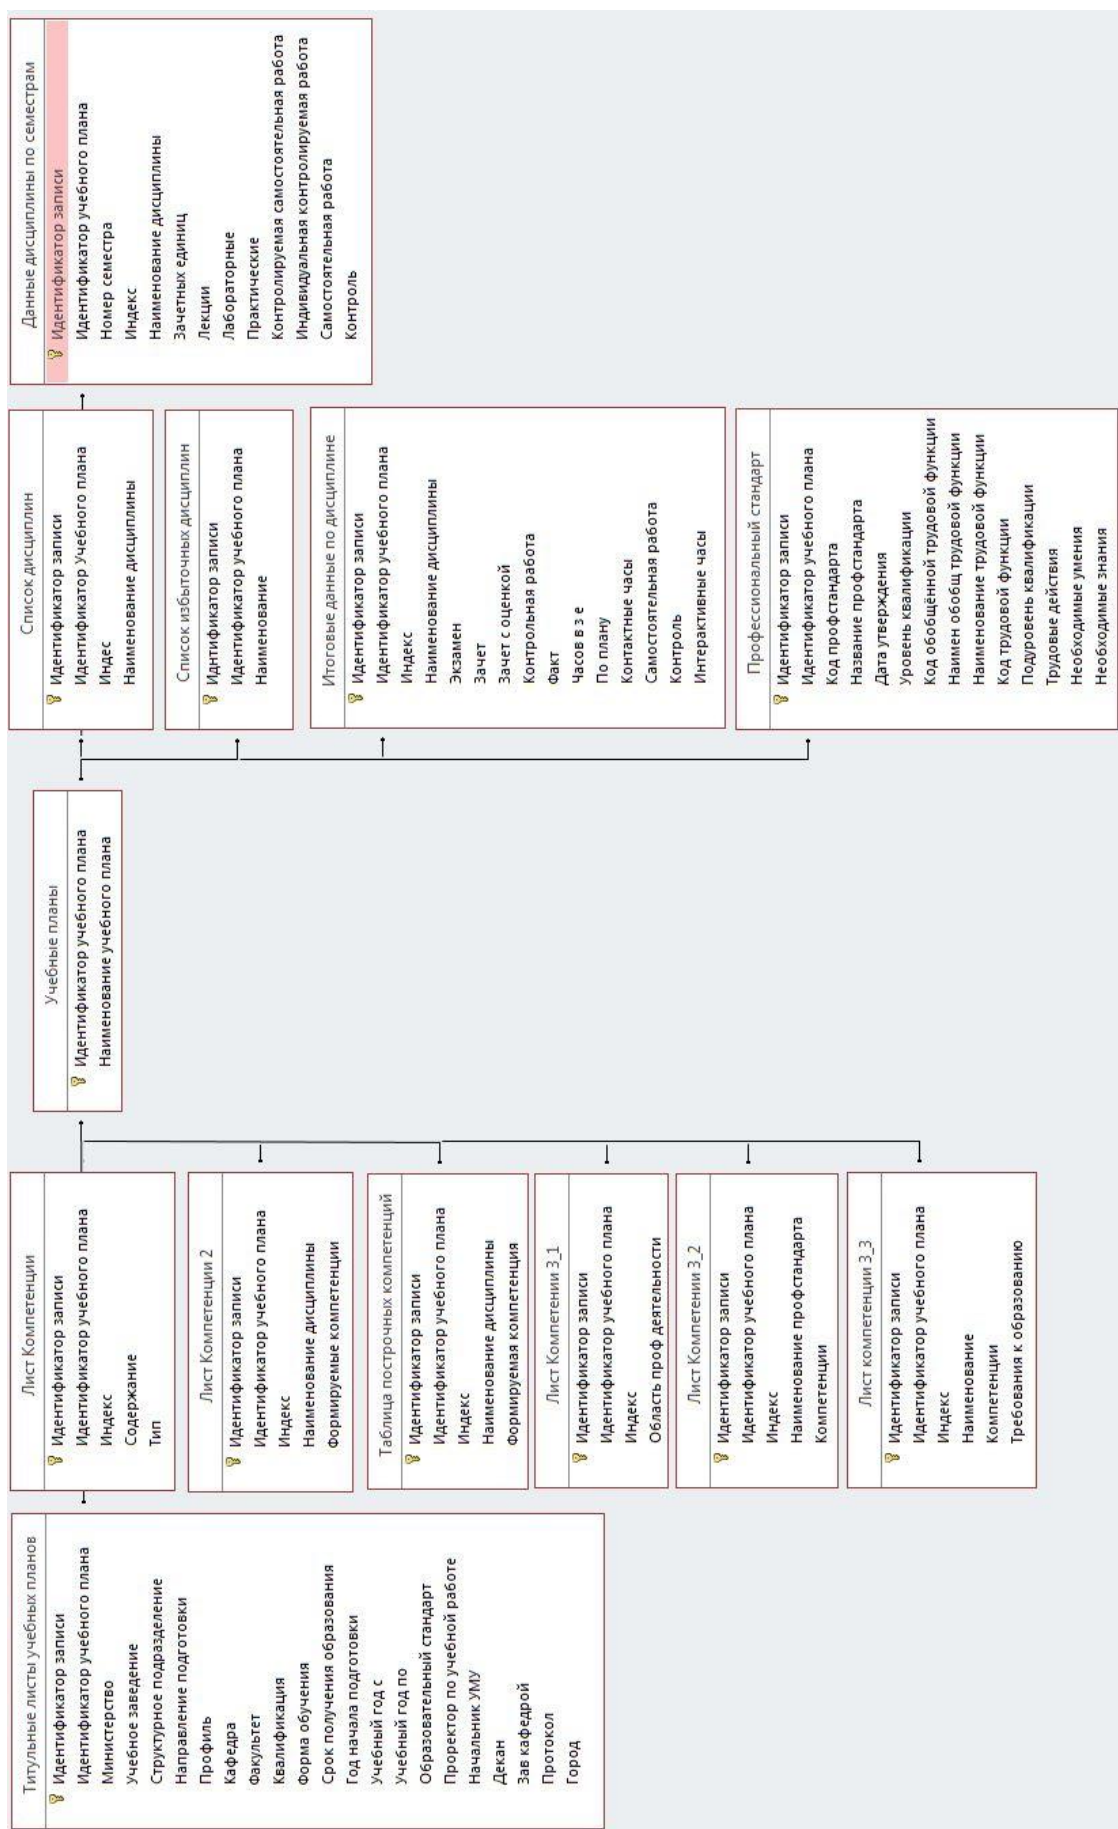 Титульные листы учебных планов
Идентификатор записи
Идентификатор учебного плана
Министерство
Учебное заведение
Структурное подразделение
Направление подготовки
Профиль
Кафедра
Факультет
Квалификация
Форма обучения
Срок получения образования
Год начала подготовки
Учебный год с
Учебный год по
Образовательный стандарт
Проректор по учебной работе
Начальник УМУ
Декан
Зав кафедрой
Протокол
Город
Лист Компетенции
Идентификатор записи
Идентификатор учебного плана
Индекс
Содержание
Тип
Лист Компетенции 2
Идентификатор записи
Идентификатор учебного плана
Индекс
Наименование дисциплины
Формируемые компетенции
Таблица построчных компетенций
Идентификатор записи
Идентификатор учебного плана
Индекс
Наименование дисциплины
Формируемая компетенция
Лист Компетении 3_1
Идентификатор записи
Идентификатор учебного плана
Индекс
Область проф деятельности
Лист Компетении 3_2
Идентификатор записи
Идентификатор учебного плана
Индекс
Наименование профстандарта
Компетенции
Лист компетенции 3_3
Идентификатор записи
Идентификатор учебного плана
Индекс
Наименование
Компетенции
Требования к образованию
Учебные планы
Идентификатор учебного плана
Наименование учебного плана
Список дисциплин
Идентификатор записи
Идентификатор Учебного плана
Индес
Наименование дисциплины
Список избыточных дисциплин
Идктификатор записи
Идентификатор учебного плана
Наименование
Итоговые данные по дисциплине
Идентификатор записи
Идентификатор учебного плана
Индекс
Наименование дисциплины
Экзамен
Зачет
Зачет с оценкой
Контрольная работа
Факт
Часов в з е
По плану
Контактные часы
Самостоятельная работа
Контроль
Интерактивные часы
Профессиональный стандарт
Идентификатор записи
Идентификатор учебного плана
Код профстандарта
Название профстандарта
Дата утверждения
Уровень квалификации
Код обобщённой трудовой функции
Наимен обобщ трудовой функции
Наименование трудовой функции
Код трудовой функции
Подуровень квалификации
Трудовые действия
Необходимые умения
Необходимые знания
Данные дисциплины по семестрам
Идентификатор записи
Идентификатор учебного плана
Номер семестра
Индекс
Наименование дисциплины
Зачетных единиц
Лекции
Лабораторные
Практические
Контролируемая самостоятельная работа
Индивидуальная контролируемая работа
Самостоятельная работа
Контроль